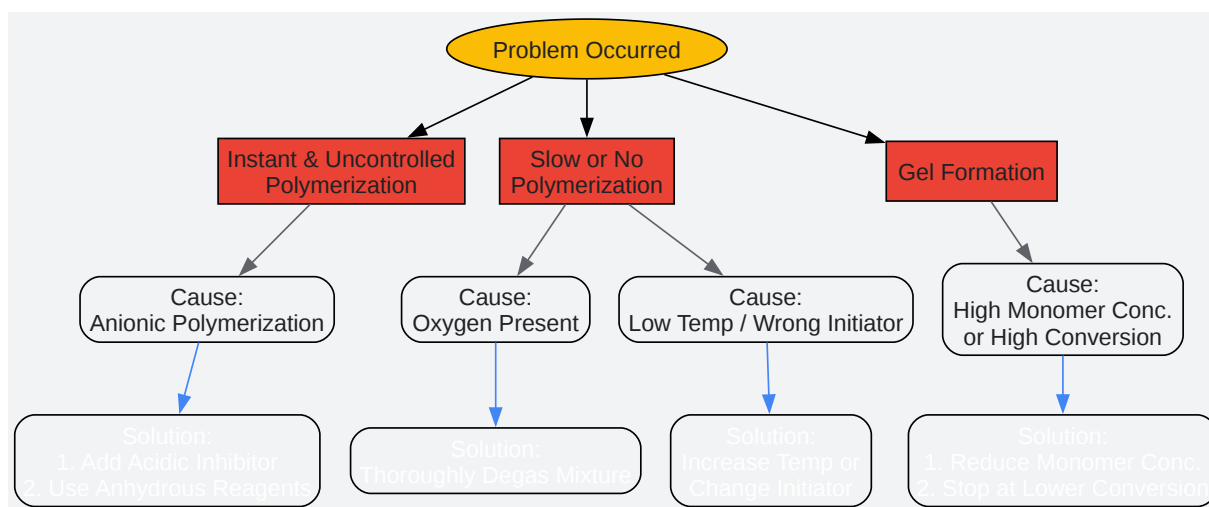 Problem Occurred
Instant & Uncontrolled
Polymerization
Slow or No
Polymerization
Gel Formation
Cause:
Anionic Polymerization
Cause:
Oxygen Present
Cause:
Low Temp / Wrong Initiator
Cause:
High Monomer Conc.
or High Conversion
Solution:
1. Add Acidic Inhibitor
2. Use Anhydrous Reagents
Solution:
Thoroughly Degas Mixture
Solution:
Increase Temp or
Change Initiator
Solution:
1. Reduce Monomer Conc.
2. Stop at Lower Conversion